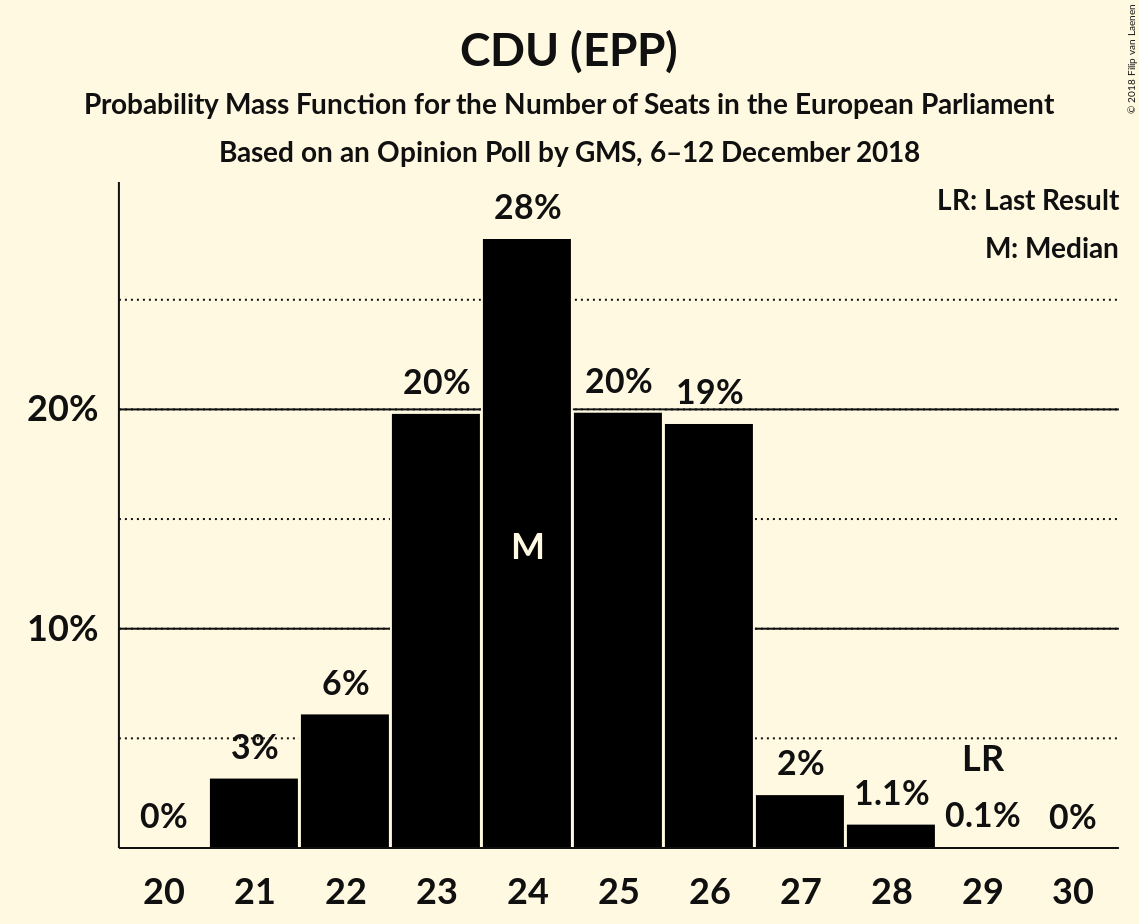 CDU (EPP)
Probability Mass Function for the Number of Seats in the European Parliament
Based on an Opinion Poll by GMS, 6–12 December 2018
© 2018 Filip van Laenen
LR: Last Result
M: Median
28%
20%
20%
19%
20%
M
10%
6%
3%
2%
LR
1.1%
0%
0.1%
0%
20 21 22 23 24 25 26 27 28 29 30